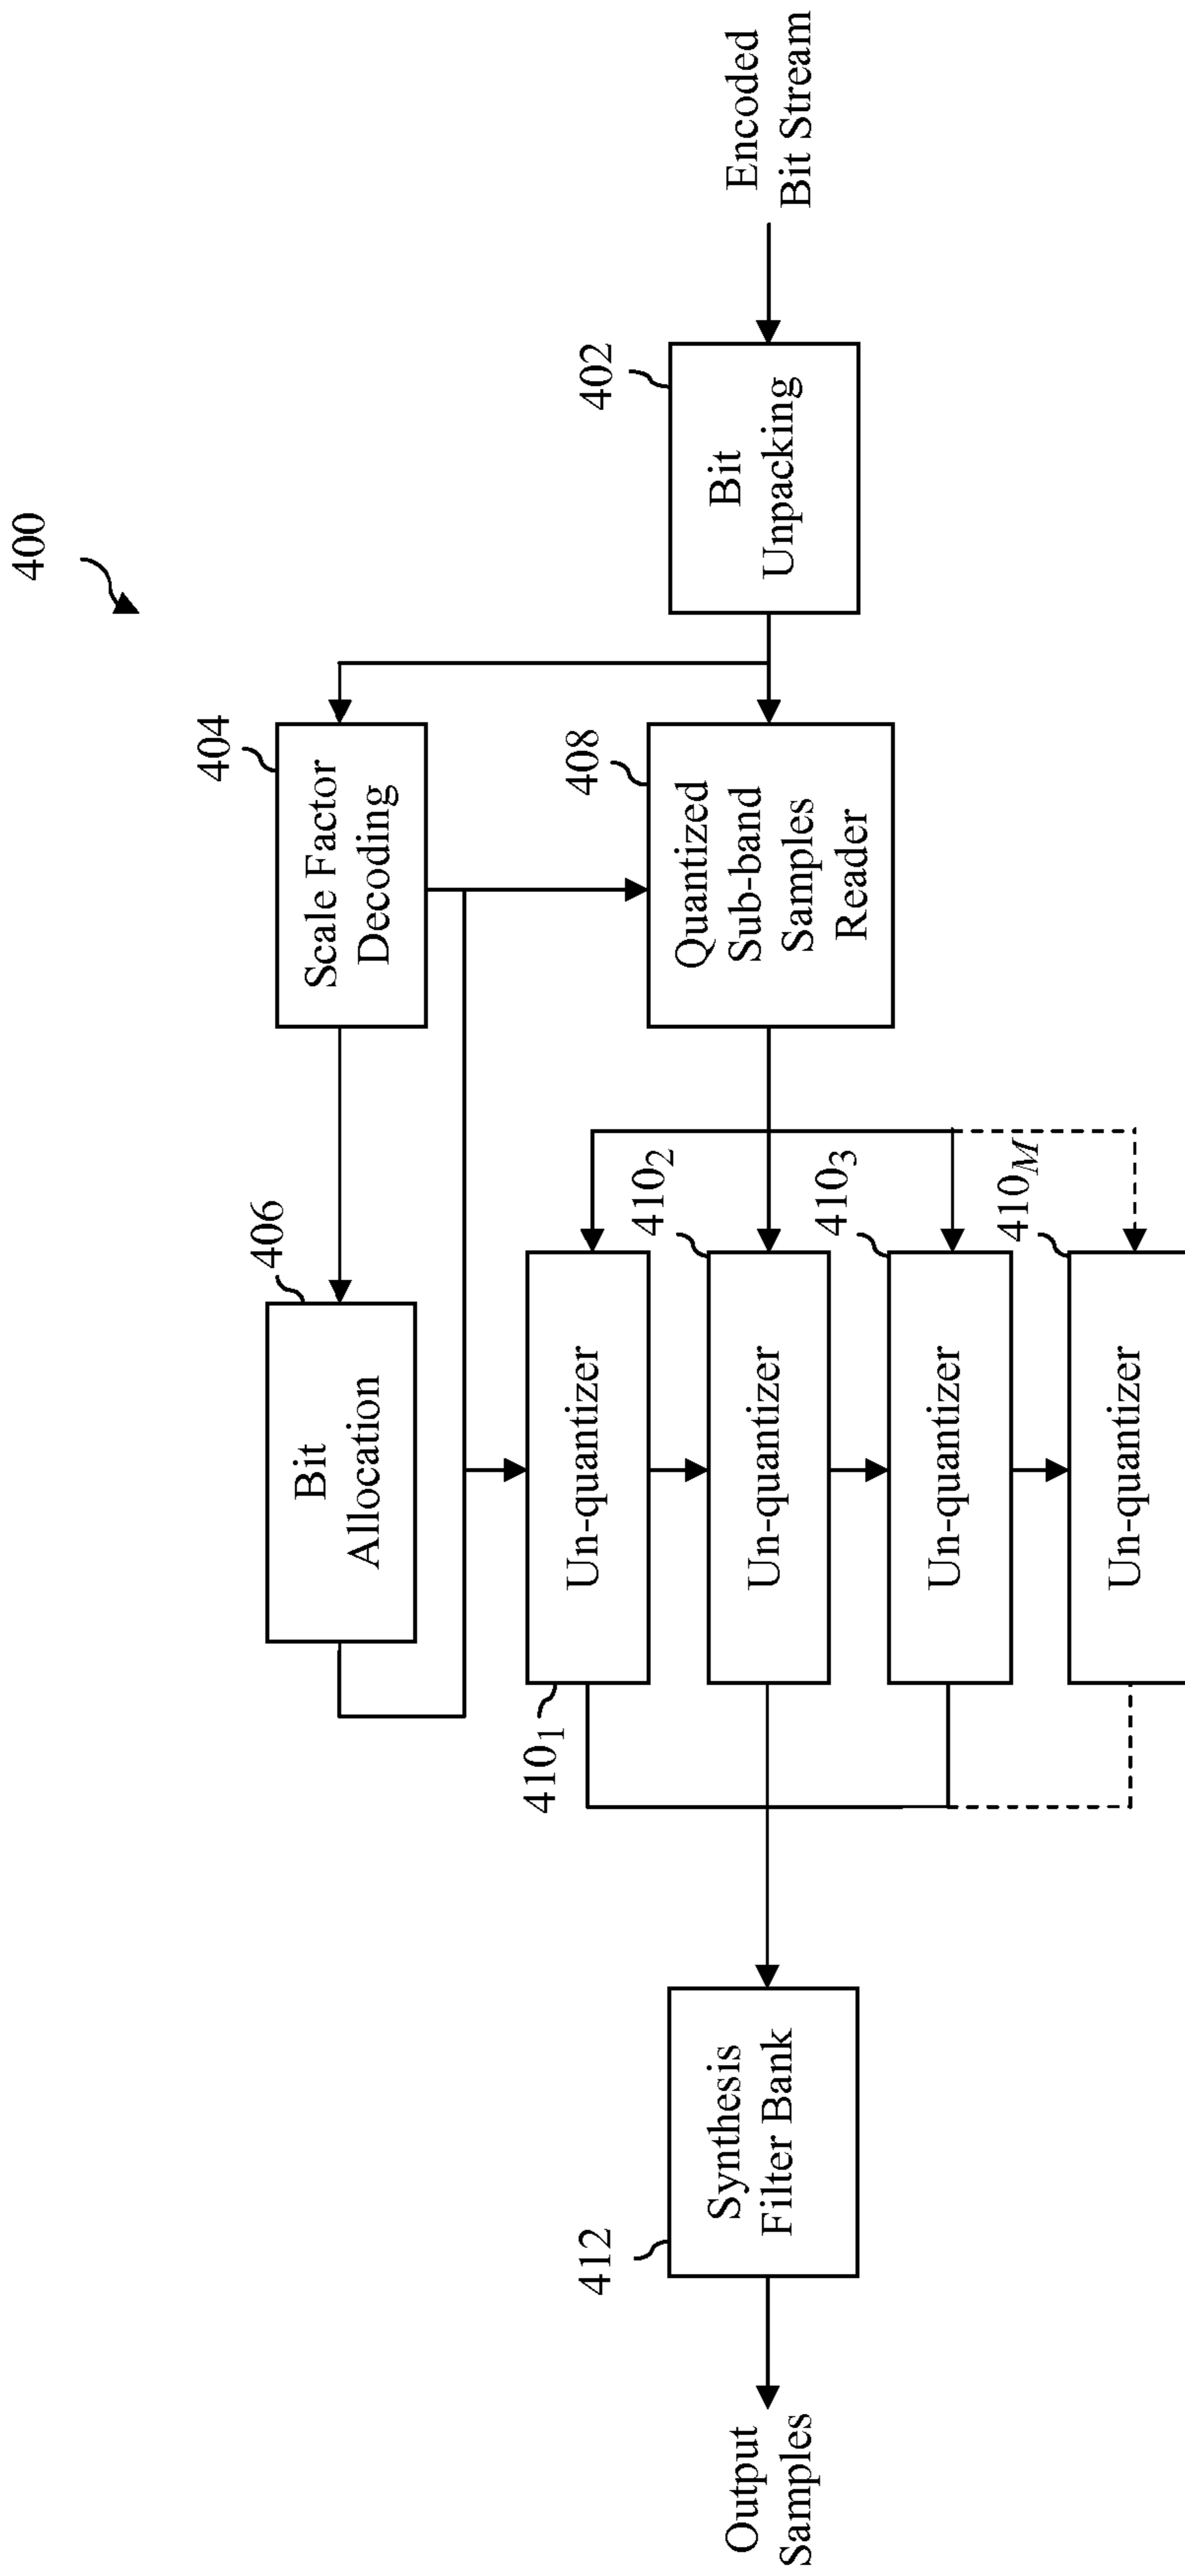 400
Encoded
Bit Stream
402
Bit
Unpacking
404
Scale Factor
Decoding
408
Quantized
Sub-band
Samples
Reader
406
Bit
Allocation
410₁
Un-quantizer
410₂
Un-quantizer
410₃
Un-quantizer
410_M
Un-quantizer
412
Synthesis
Filter Bank
Output
Samples